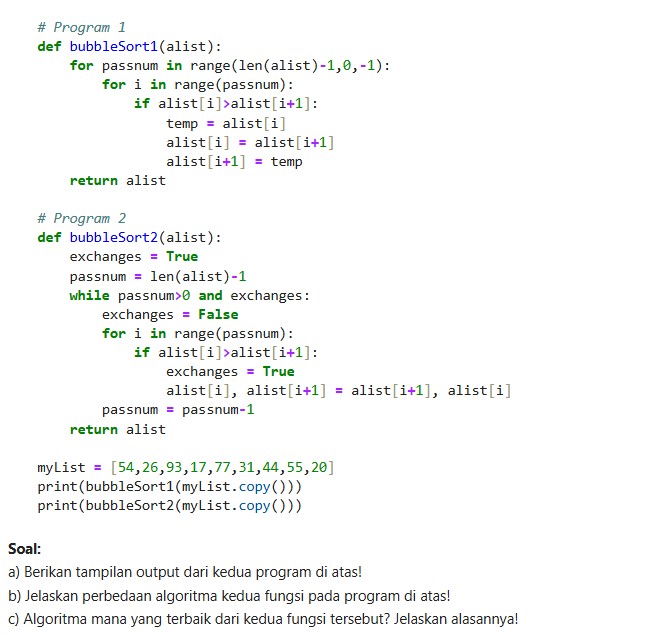 # Program 1
def bubbleSort1(alist):
    for passnum in range(len(alist)-1,0,-1):
        for i in range(passnum):
            if alist[i]>alist[i+1]:
                temp = alist[i]
                alist[i] = alist[i+1]
                alist[i+1] = temp
    return alist

# Program 2
def bubbleSort2(alist):
    exchanges = True
    passnum = len(alist)-1
    while passnum>0 and exchanges:
        exchanges = False
        for i in range(passnum):
            if alist[i]>alist[i+1]:
                exchanges = True
                alist[i], alist[i+1] = alist[i+1], alist[i]
        passnum = passnum-1
    return alist

myList = [54,26,93,17,77,31,44,55,20]
print(bubbleSort1(myList.copy()))
print(bubbleSort2(myList.copy()))

Soal:
a) Berikan tampilan output dari kedua program di atas!
b) Jelaskan perbedaan algoritma kedua fungsi pada program di atas!
c) Algoritma mana yang terbaik dari kedua fungsi tersebut? Jelaskan alasannya!